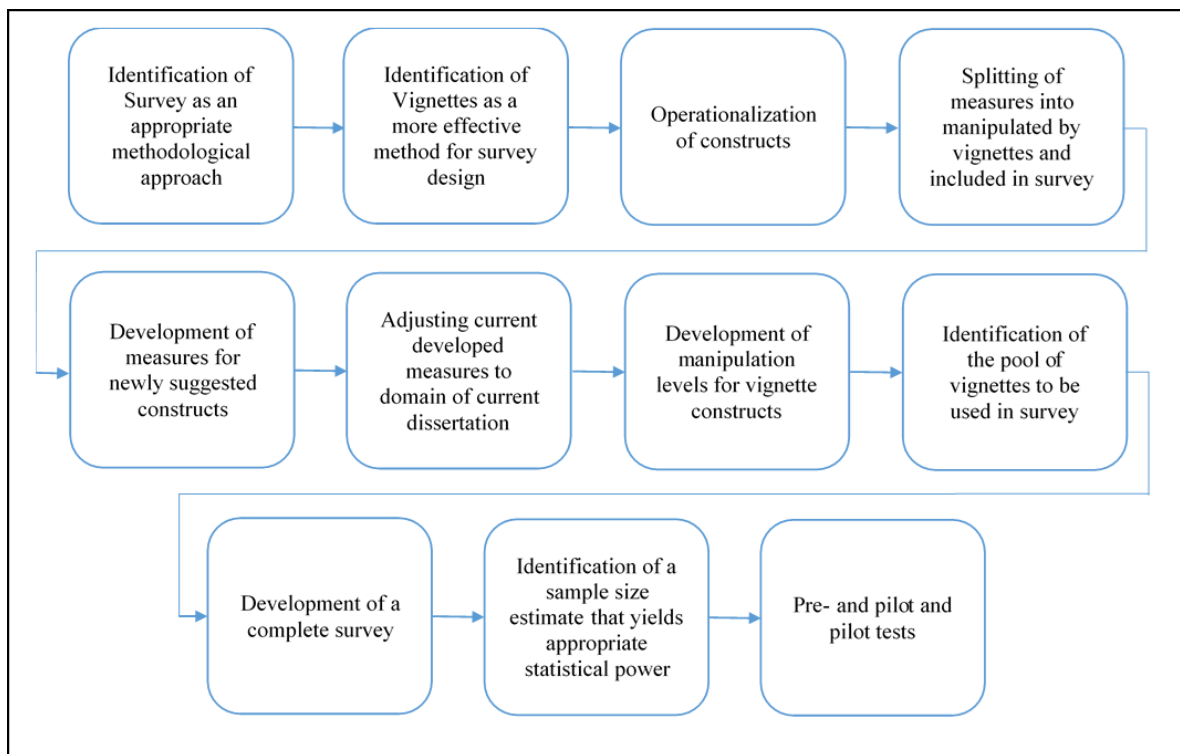 Identification of
Survey as an
appropriate
methodological
approach
Identification of
Vignettes as a
more effective
method for survey
design
Operationalization
of constructs
Splitting of
measures into
manipulated by
vignettes and
included in survey
Development of
measures for
newly suggested
constructs
Adjusting current
developed
measures to
domain of current
dissertation
Development of
manipulation
levels for vignette
constructs
Identification of
the pool of
vignettes to be
used in survey
Development of a
complete survey
Identification of a
sample size
estimate that yields
appropriate
statistical power
Pre- and pilot and
pilot tests